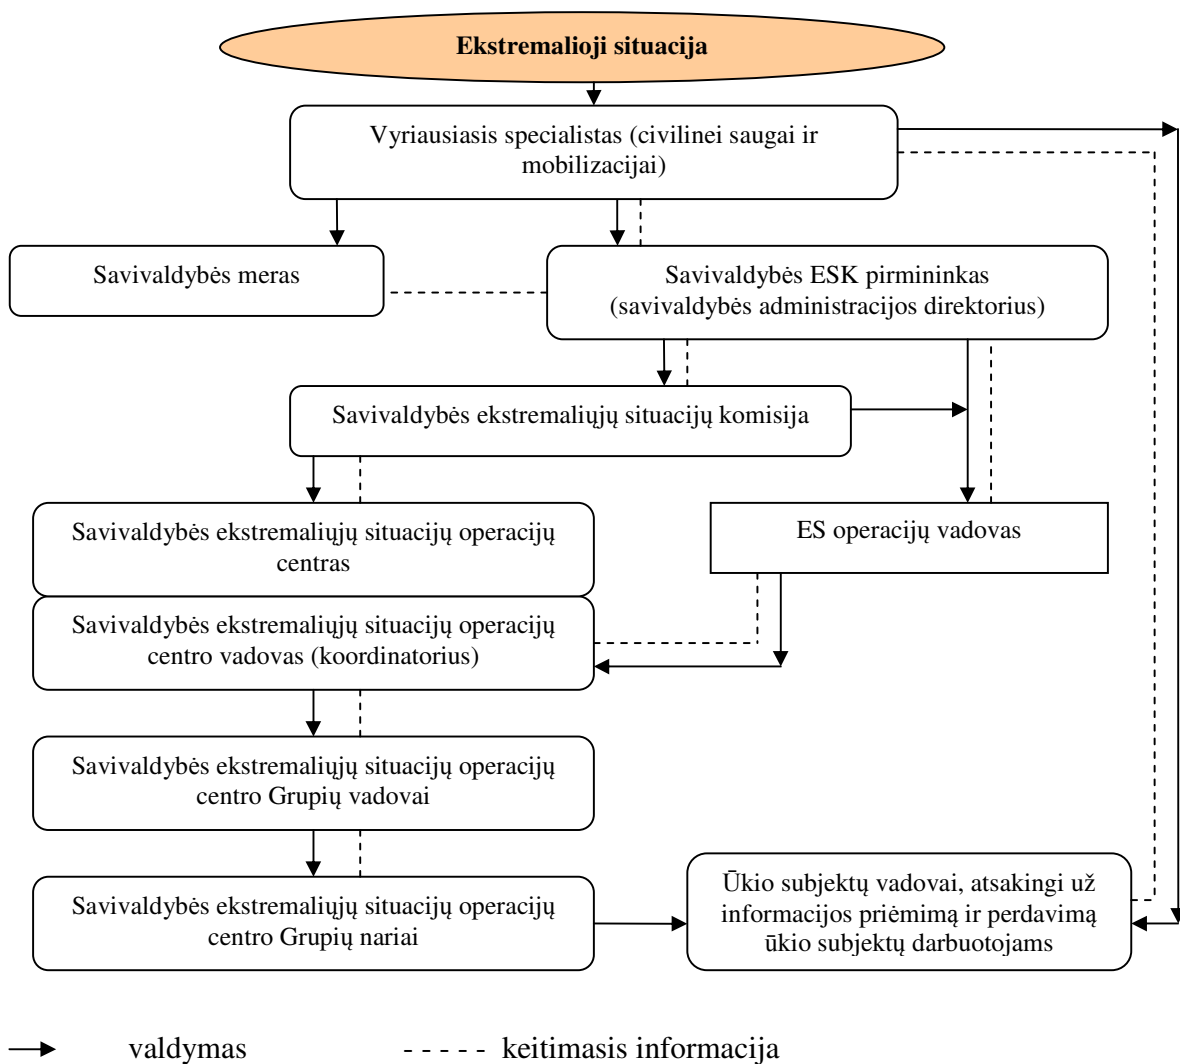 Ekstremalioji situacija
Vyriausiasis specialistas (civilinei saugai ir
mobilizacijai)
Savivaldybės meras
Savivaldybės ESK pirmininkas
(savivaldybės administracijos direktorius)
Savivaldybės ekstremaliųjų situacijų komisija
Savivaldybės ekstremaliųjų situacijų operacijų
centras
ES operacijų vadovas
Savivaldybės ekstremaliųjų situacijų operacijų
centro vadovas (koordinatorius)
Savivaldybės ekstremaliųjų situacijų operacijų
centro Grupių vadovai
Savivaldybės ekstremaliųjų situacijų operacijų
centro Grupių nariai
Ūkio subjektų vadovai, atsakingi už
informacijos priėmimą ir perdavimą
ūkio subjektų darbuotojams
valdymas
keitimasis informacija